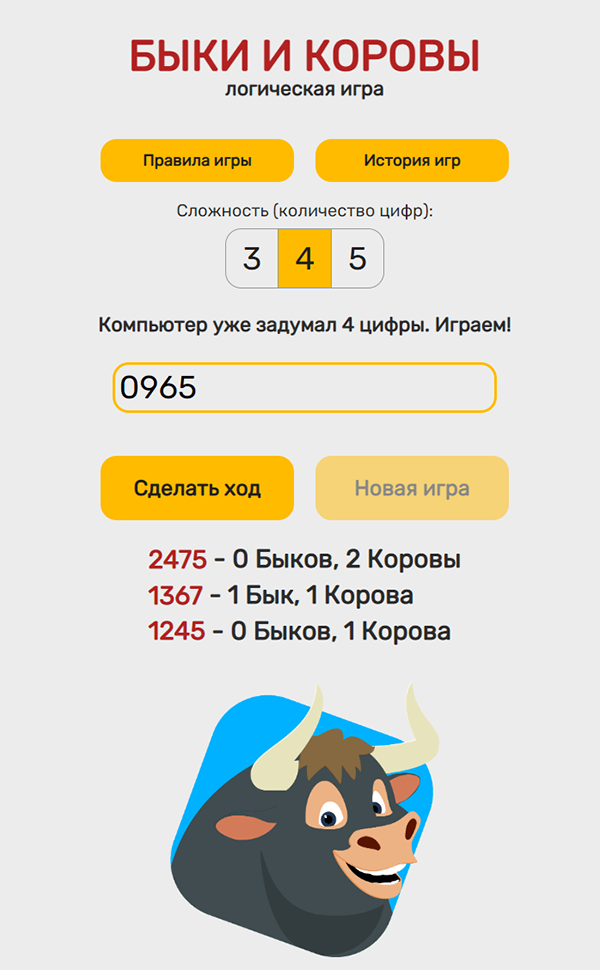 БЫКИ И КОРОВЫ
логическая игра
Правила игры
История игр
Сложность (количество цифр):
3 4 5
Компьютер уже задумал 4 цифры. Играем!
0965
Сделать ход
Новая игра
2475 - 0 Быков, 2 Коровы
1367 - 1 Бык, 1 Корова
1245 - 0 Быков, 1 Корова